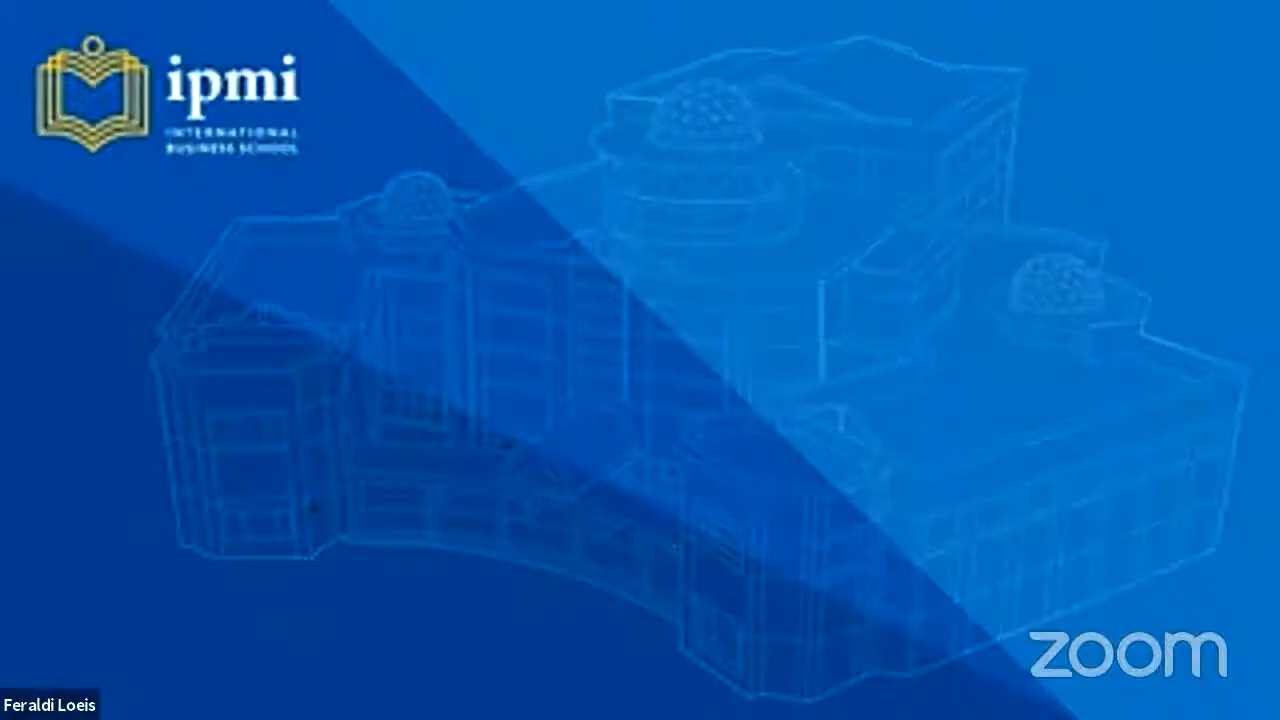 ipmi
INTERNATIONAL
BUSINESS SCHOOL
zoom
Feraldi Loeis